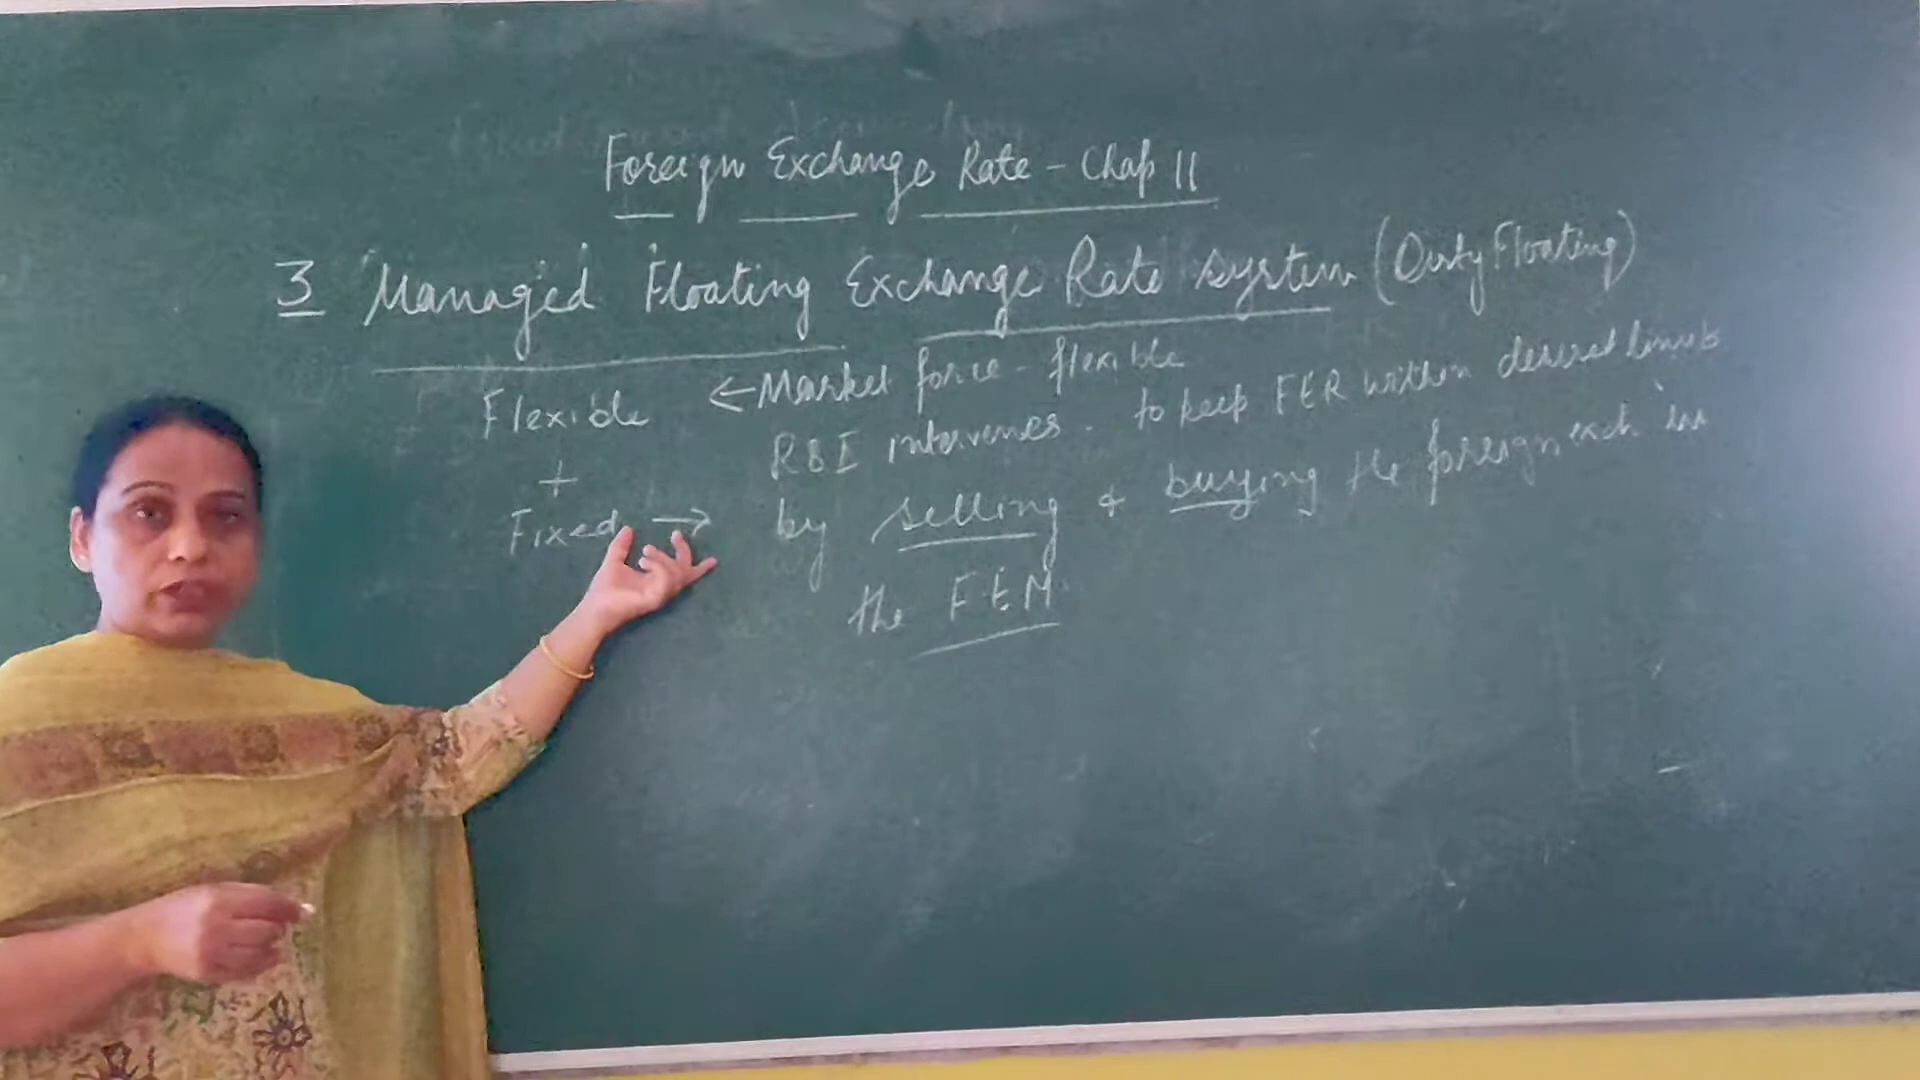 Foreign Exchange Rate - Chap 11
3 Managed Floating Exchange Rate system (Dirty Floating)
Flexible ← Market force - flexible
+ RBI intervenes. to keep FER within desired limits
Fixed → by selling & buying the foreign exch. in
the FEM